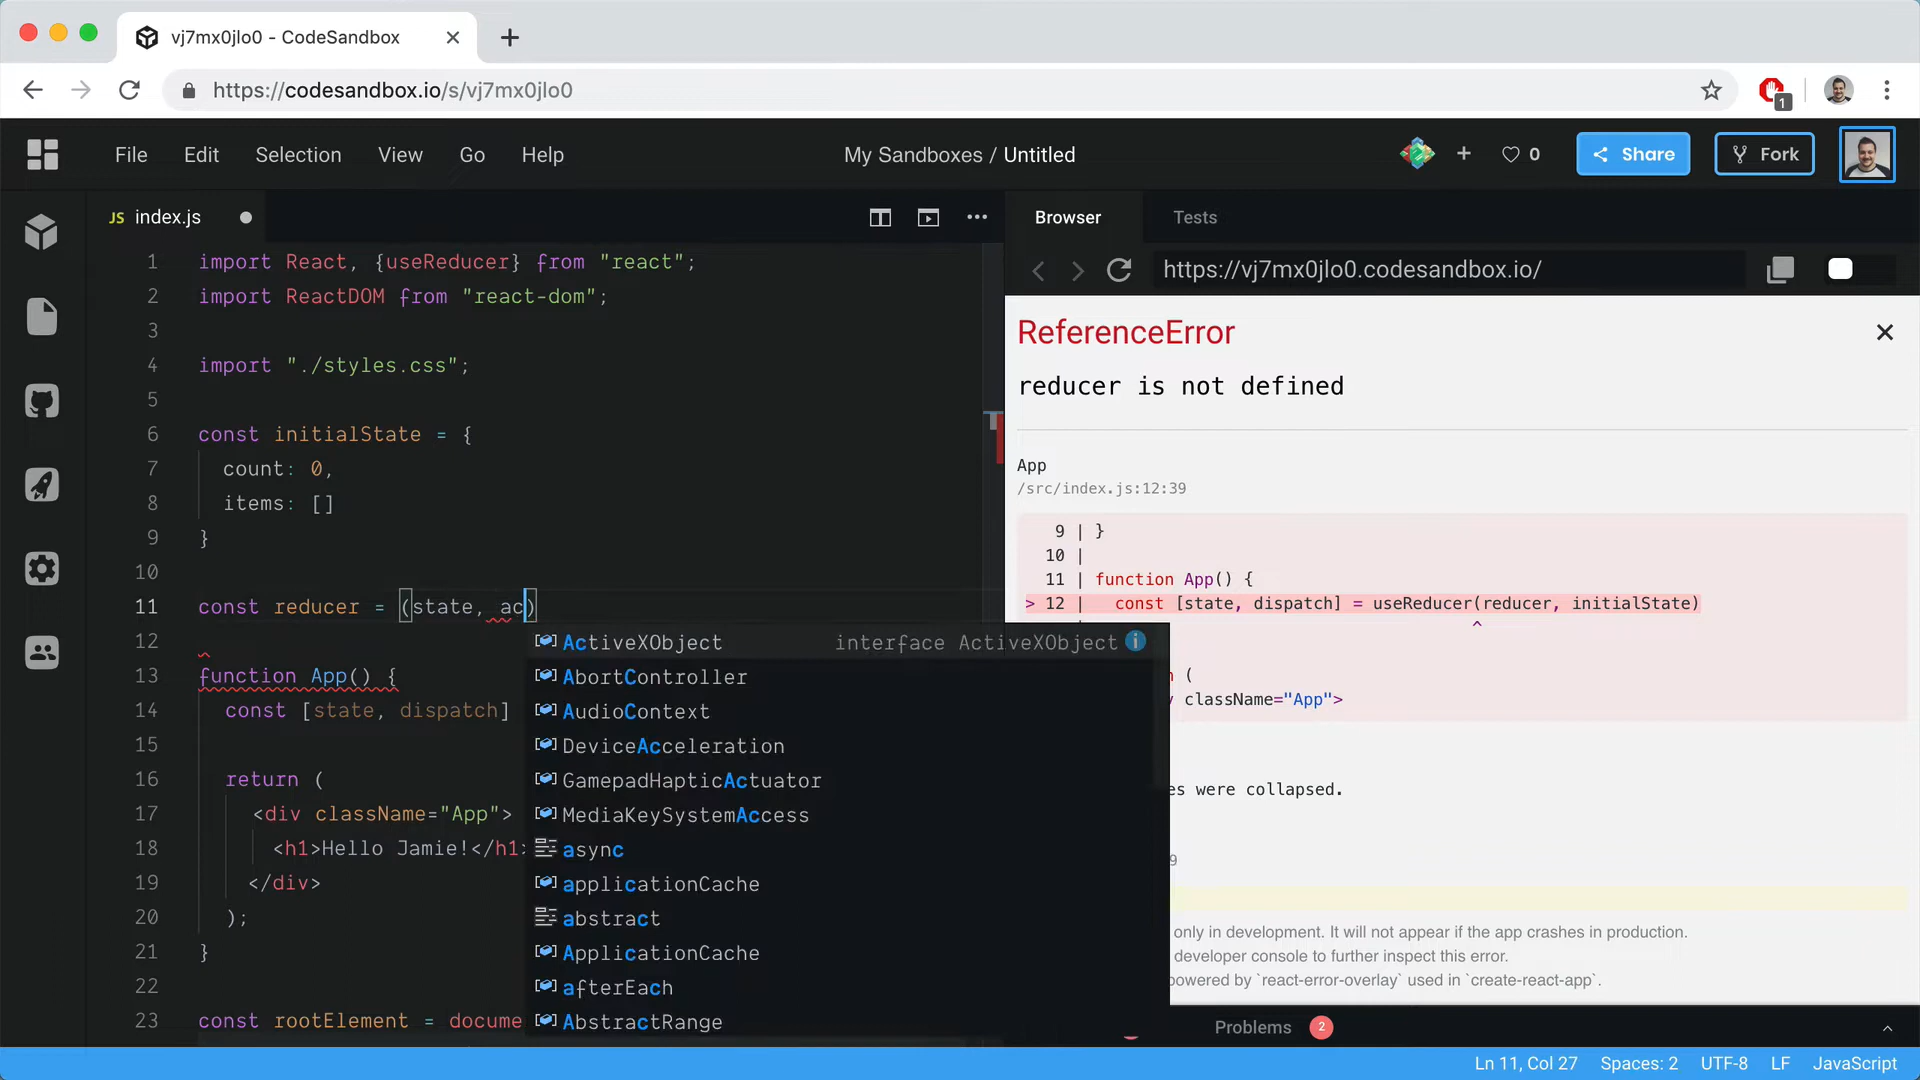 vj7mx0jlo0 - CodeSandbox
https://codesandbox.io/s/vj7mx0jlo0
1
File Edit Selection View Go Help
My Sandboxes / Untitled
0
Share
Fork
JS index.js
Browser
Tests
https://vj7mx0jlo0.codesandbox.io/
1 import React, {useReducer} from "react";
2 import ReactDOM from "react-dom";
3
4 import "./styles.css";
5
6 const initialState = {
7 count: 0,
8 items: []
9 }
10
11 const reducer = (state, ac)
12
13 function App() {
14 const [state, dispatch]
15
16 return (
17 <div className="App">
18 <h1>Hello Jamie!</h1>
19 </div>
20 );
21 }
22
23 const rootElement = docume
ActiveXObject interface ActiveXObject
AbortController
AudioContext
DeviceAcceleration
GamepadHapticActuator
MediaKeySystemAccess
async
applicationCache
abstract
ApplicationCache
afterEach
AbstractRange
ReferenceError
reducer is not defined
App
/src/index.js:12:39
9 | }
10 |
11 | function App() {
> 12 | const [state, dispatch] = useReducer(reducer, initialState)
^
(
className="App">
es were collapsed.
9
only in development. It will not appear if the app crashes in production.
developer console to further inspect this error.
powered by `react-error-overlay` used in `create-react-app`.
Problems 2
Ln 11, Col 27 Spaces: 2 UTF-8 LF JavaScript